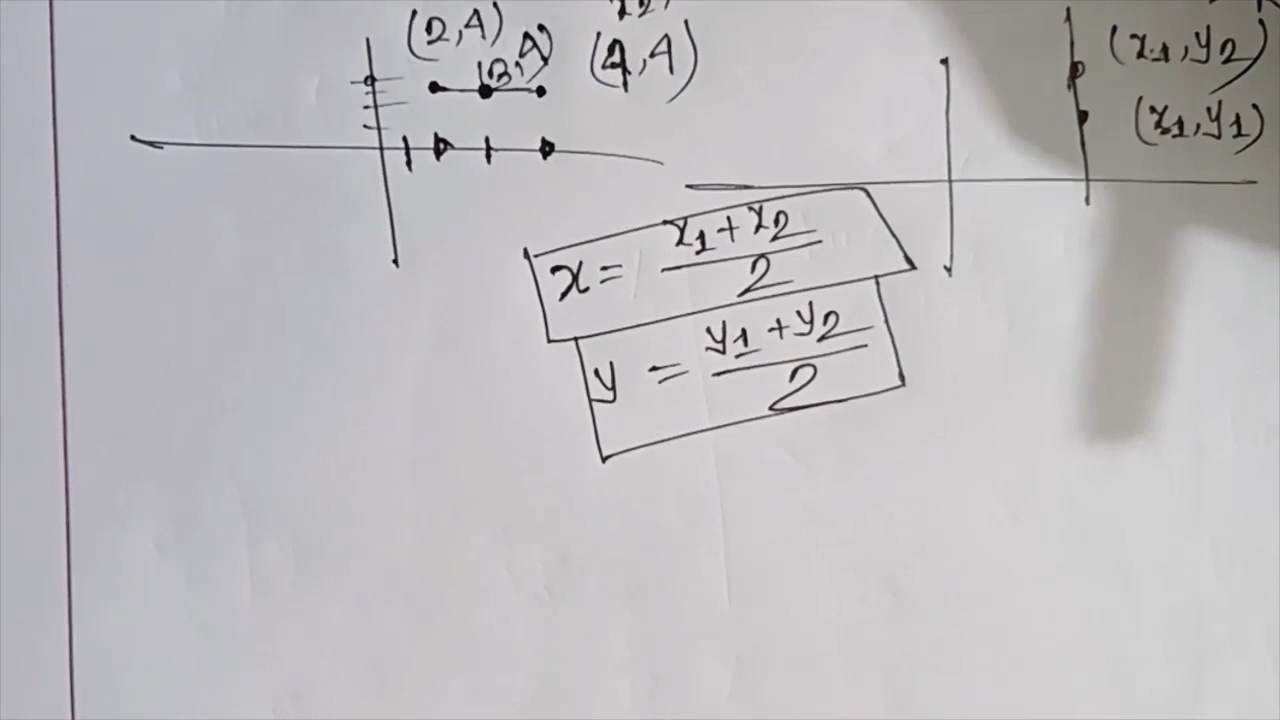 (2,4)
(3,4)
(4,4)
(x1,y2)
(x1,y1)
x = x1+x2/2
y = y1+y2/2